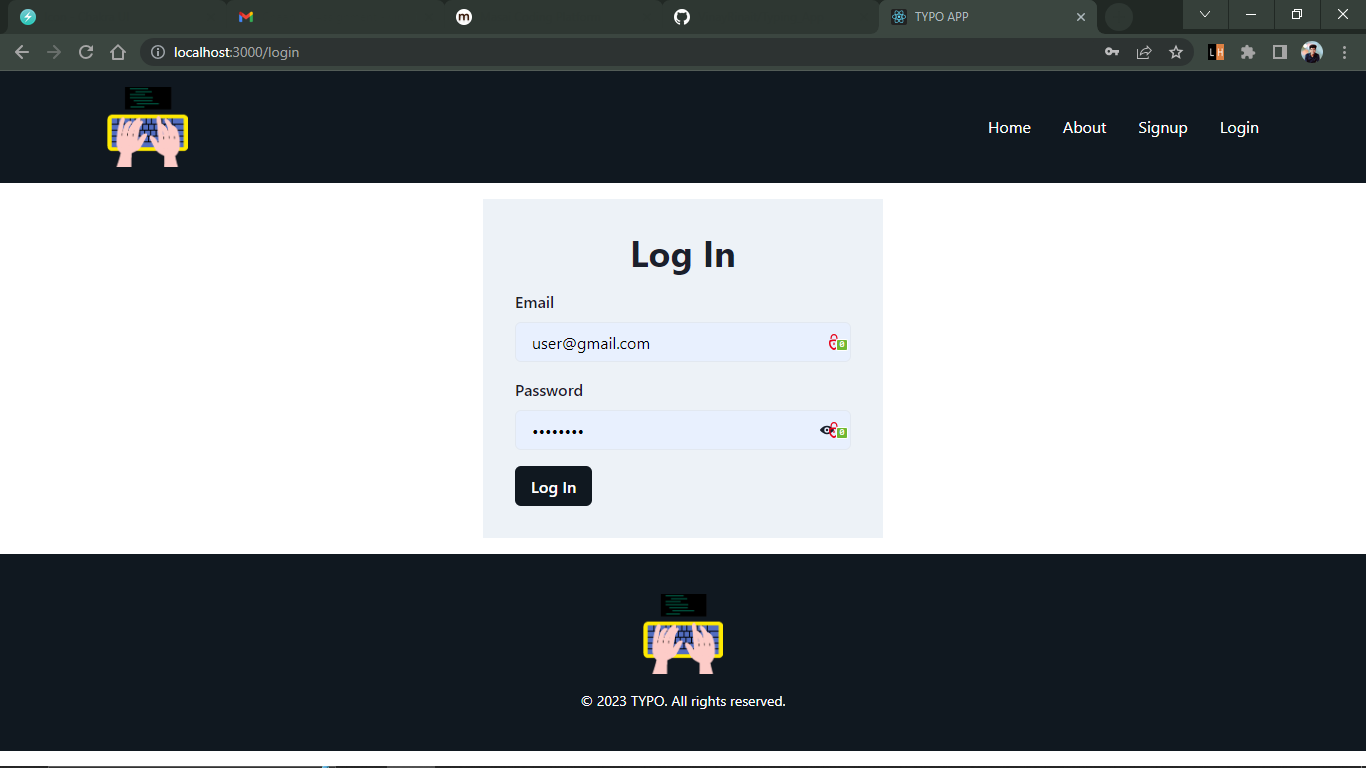 TYPO APP
localhost:3000/login
LH
Home
About
Signup
Login
Log In
Email
user@gmail.com
Password
••••••••
Log In
© 2023 TYPO. All rights reserved.